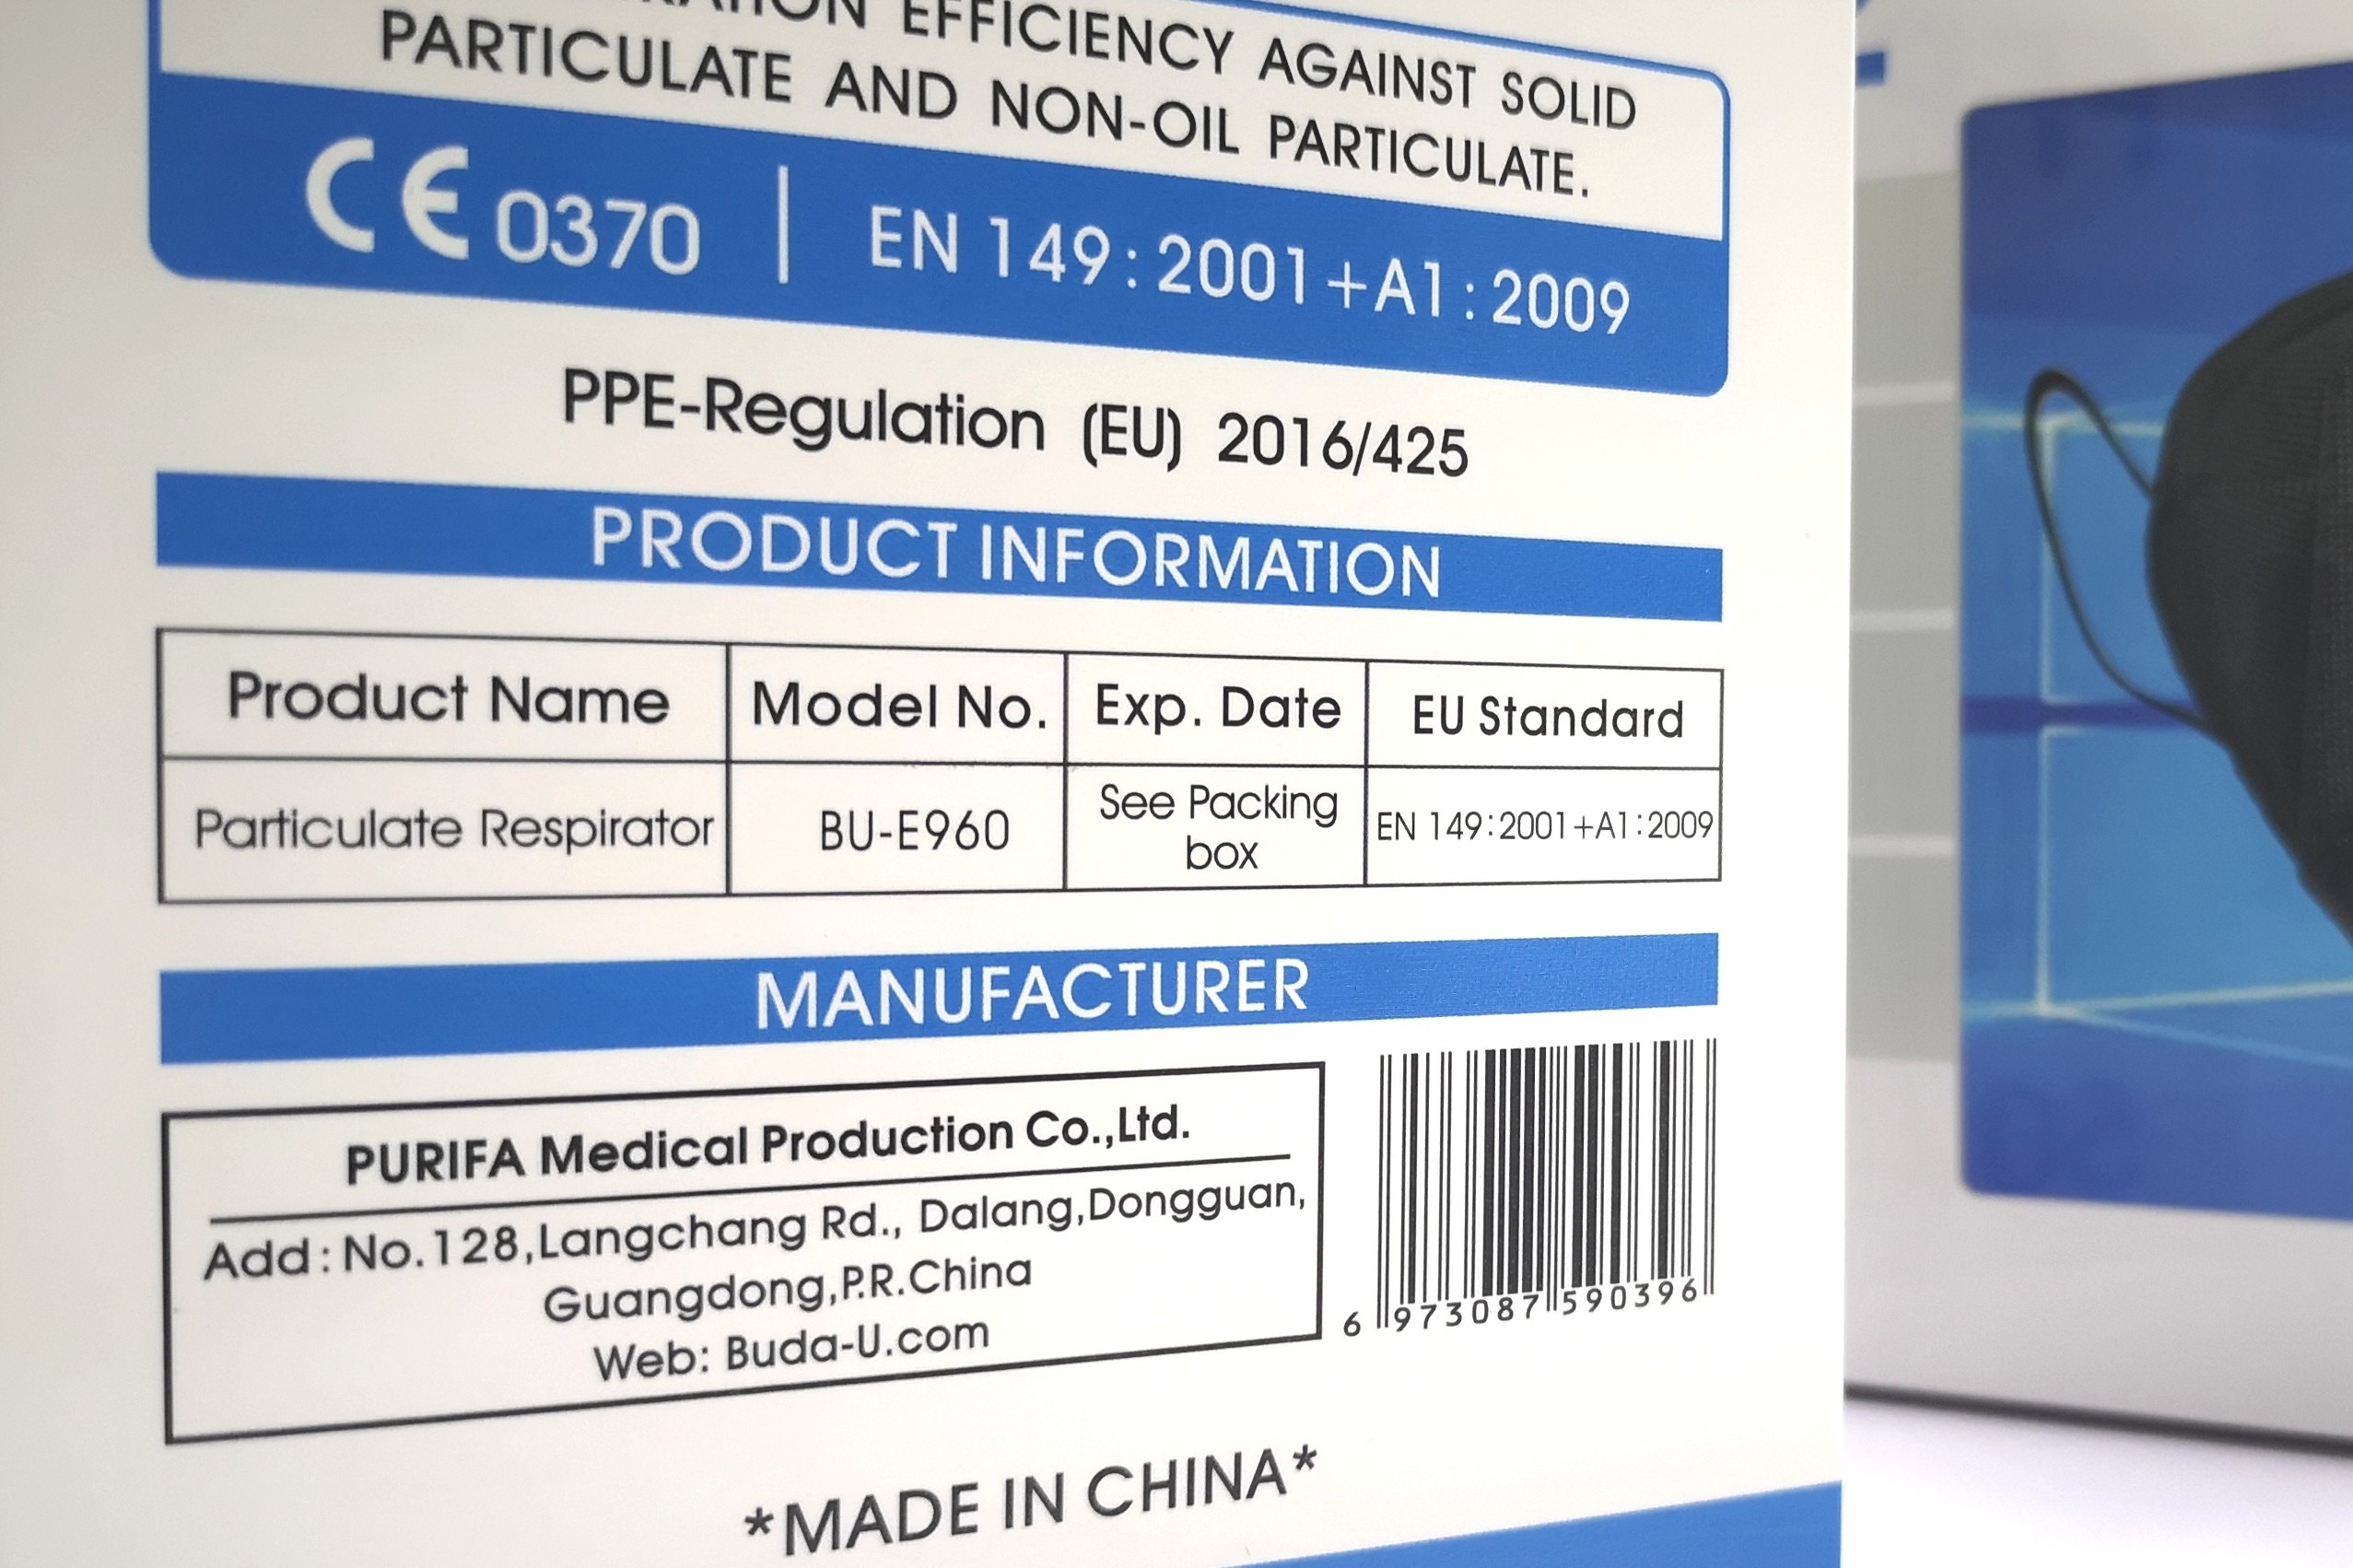 EFFICIENCY AGAINST SOLID
PARTICULATE AND NON-OIL PARTICULATE.
CE 0370 | EN 149:2001+A1:2009
PPE-Regulation (EU) 2016/425
PRODUCT INFORMATION
Product Name Model No. Exp. Date EU Standard
Particulate Respirator BU-E960 See Packing box EN 149:2001+A1:2009
MANUFACTURER
PURIFA Medical Production Co.,Ltd.
Add:No.128,Langchang Rd., Dalang,Dongguan,
Guangdong,P.R.China
Web: Buda-U.com
6 973087 590396
*MADE IN CHINA*